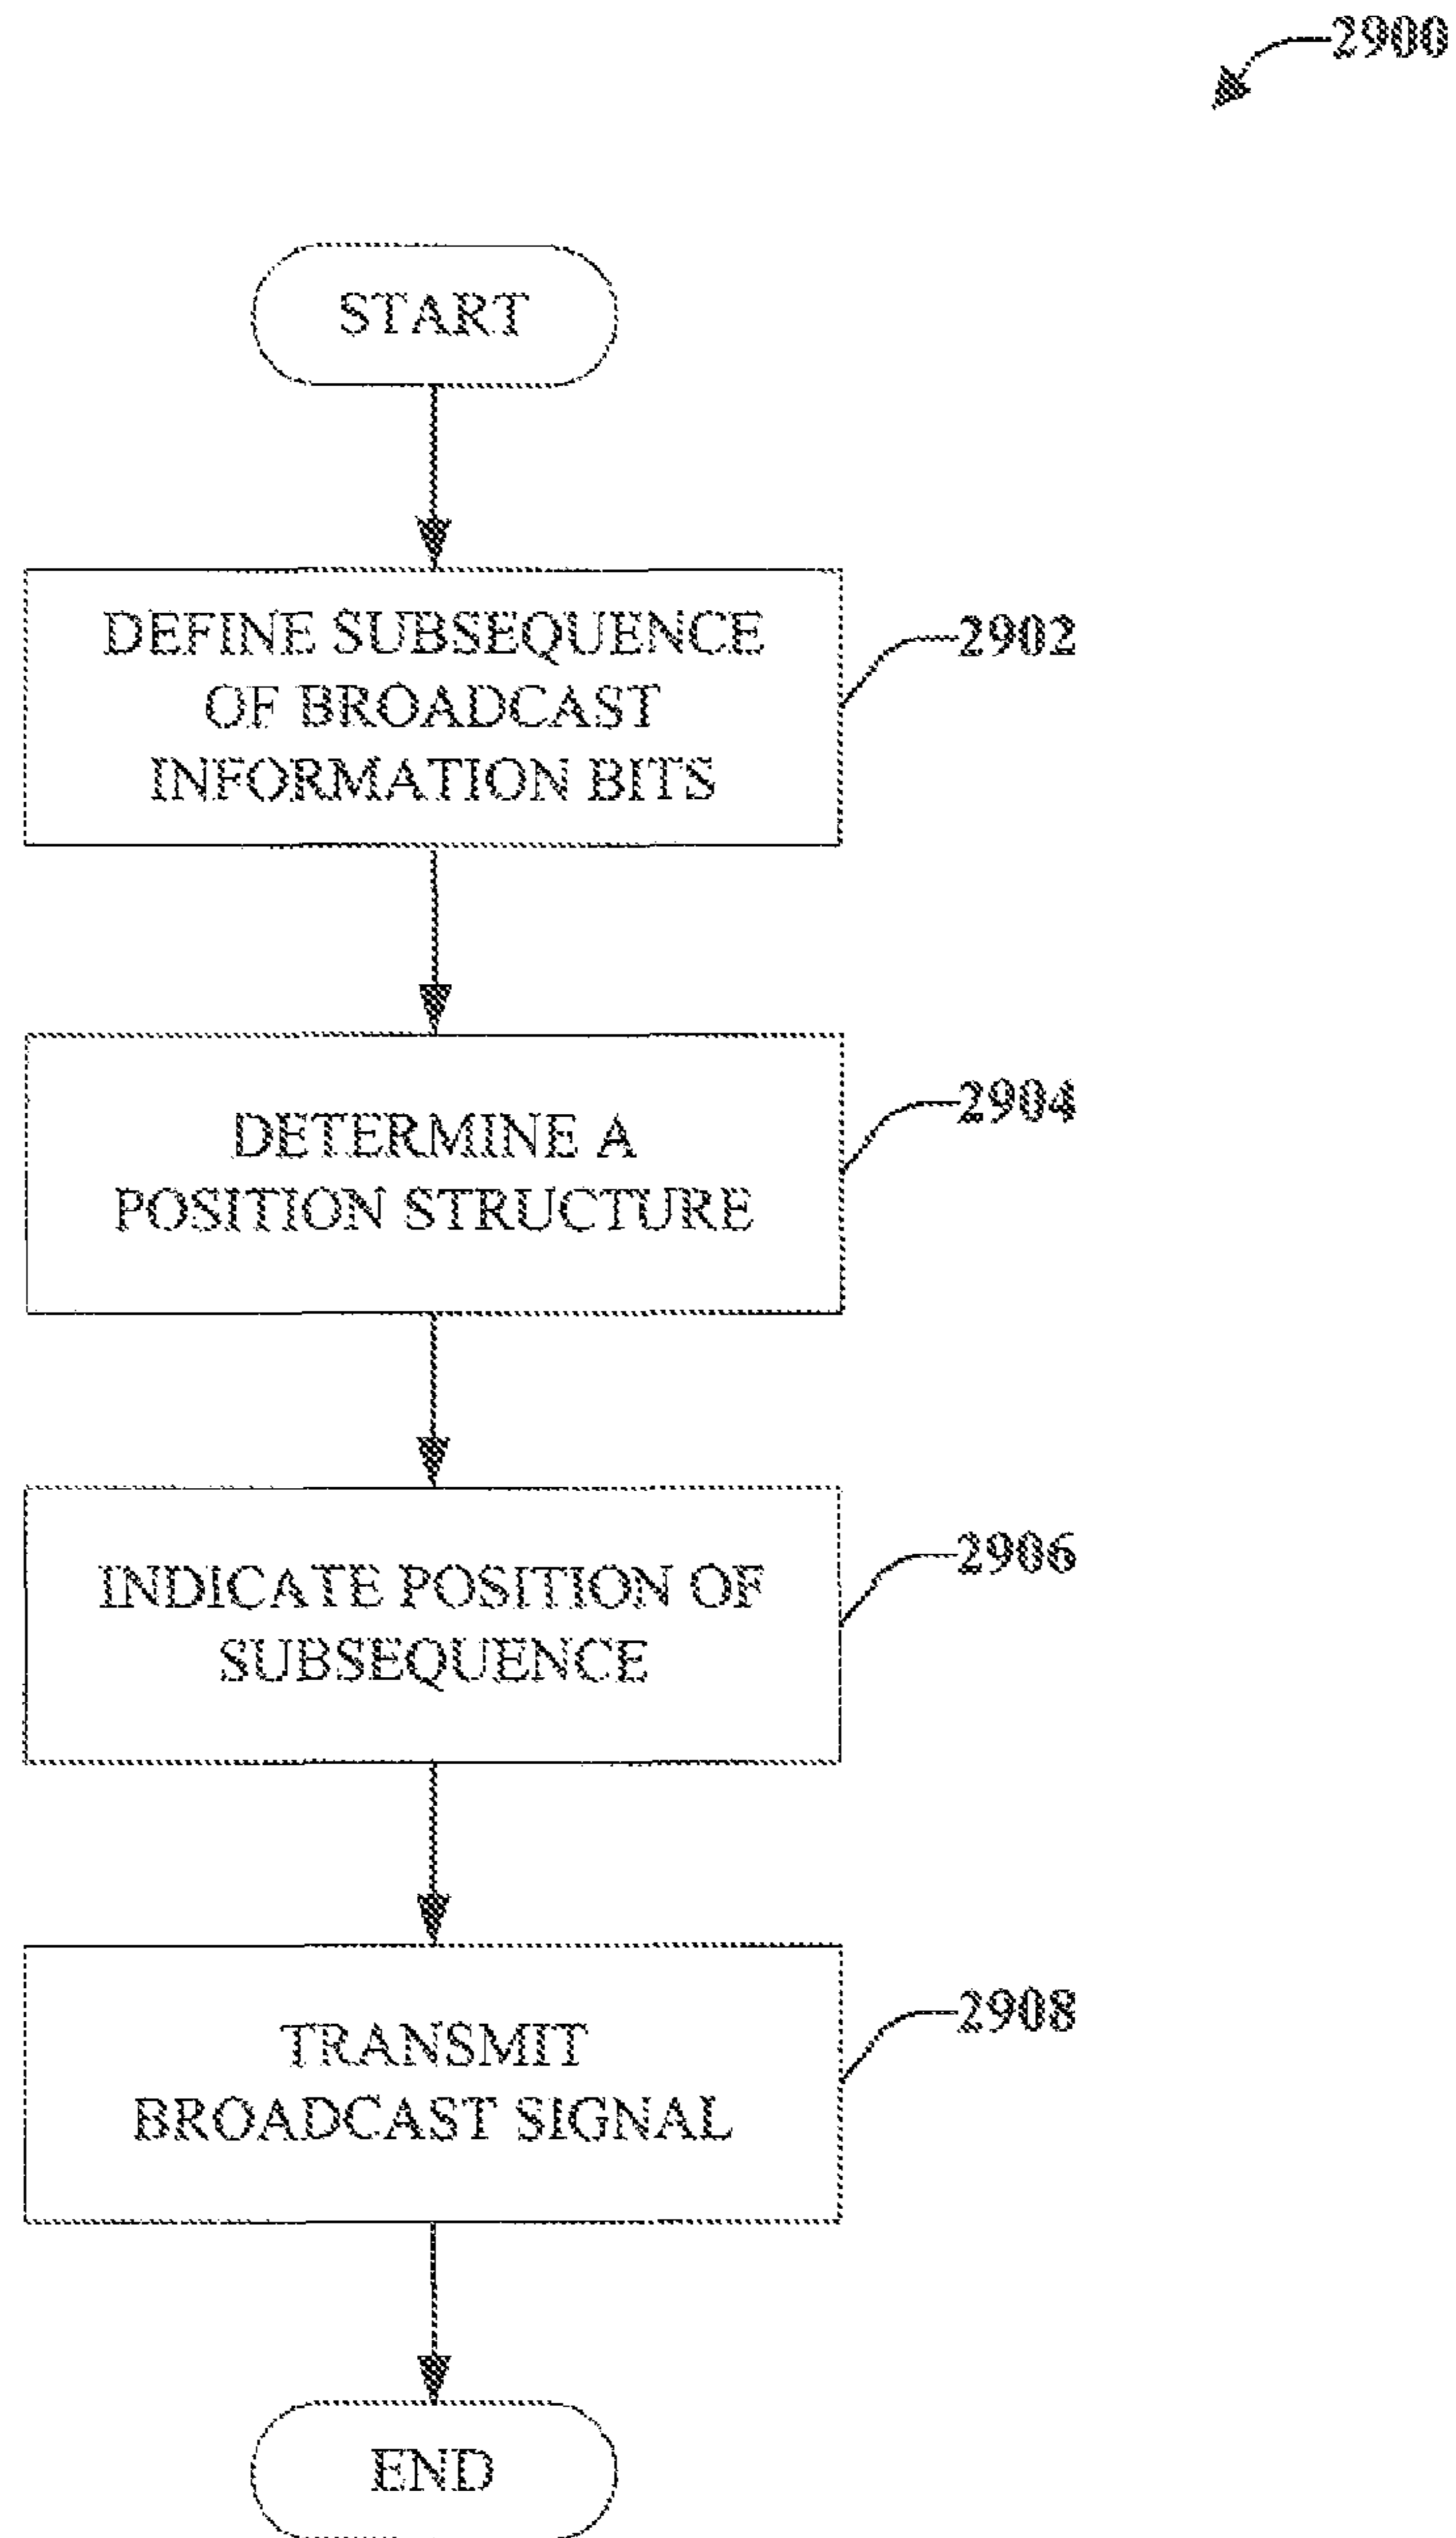 2900
START
DEFINE SUBSEQUENCE
OF BROADCAST
INFORMATION BITS
2902
DETERMINE A
POSITION STRUCTURE
2904
INDICATE POSITION OF
SUBSEQUENCE
2906
TRANSMIT
BROADCAST SIGNAL
2908
END